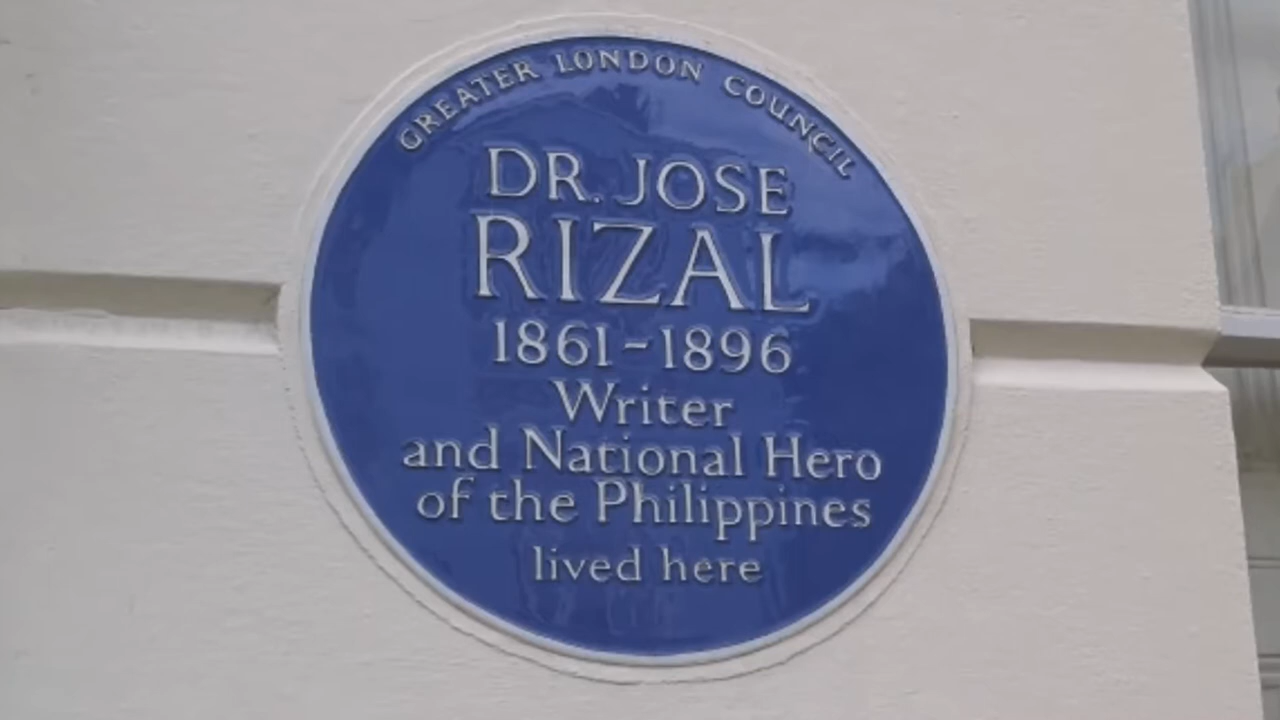 GREATER LONDON COUNCIL
DR. JOSE
RIZAL
1861-1896
Writer
and National Hero
of the Philippines
lived here